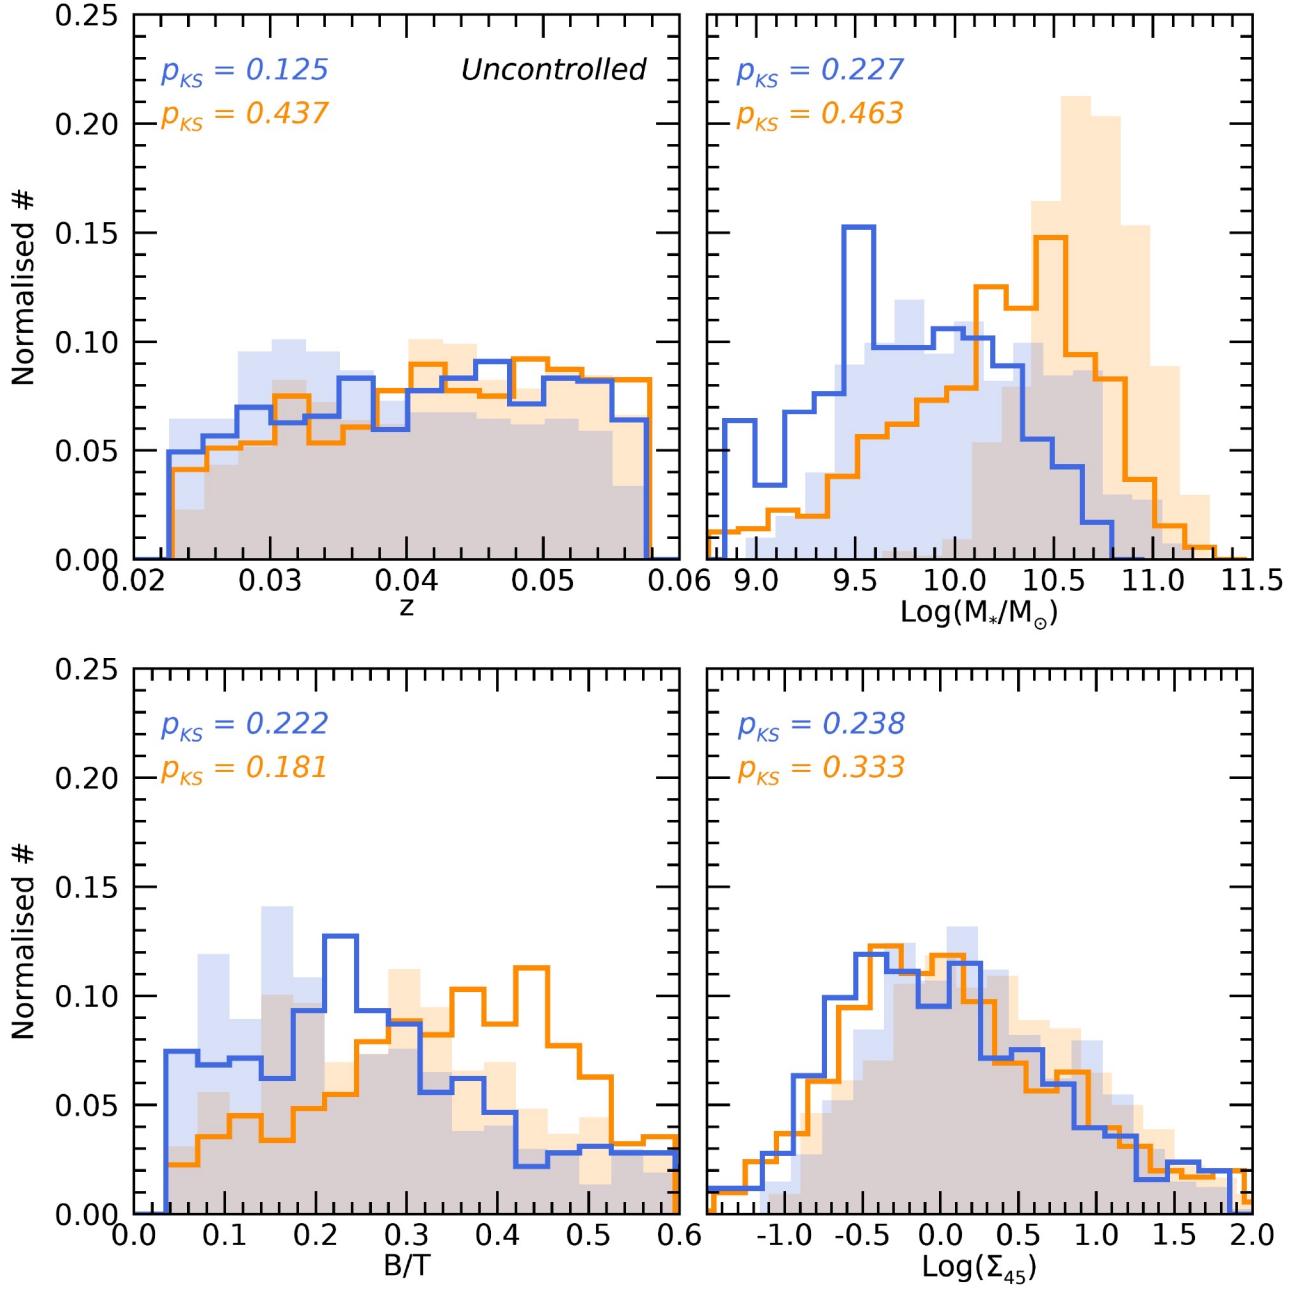 0.25
0.20
0.15
0.10
0.05
0.00
Normalised #
p_KS = 0.125
p_KS = 0.437
Uncontrolled
0.02 0.03 0.04 0.05 0.06
z
p_KS = 0.227
p_KS = 0.463
9.0 9.5 10.0 10.5 11.0 11.5
Log(M_*/M_⊙)
0.25
0.20
0.15
0.10
0.05
0.00
Normalised #
p_KS = 0.222
p_KS = 0.181
0.0 0.1 0.2 0.3 0.4 0.5 0.6
B/T
p_KS = 0.238
p_KS = 0.333
-1.0 -0.5 0.0 0.5 1.0 1.5 2.0
Log(Σ_45)